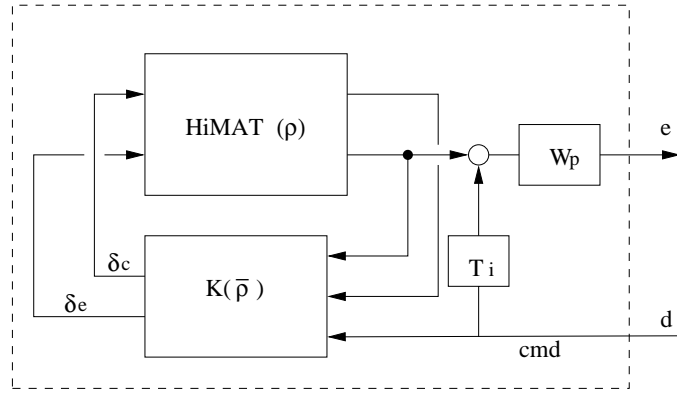 HiMAT (ρ)
e
Wp
δc
K(ρ̄)
Ti
δe
d
cmd